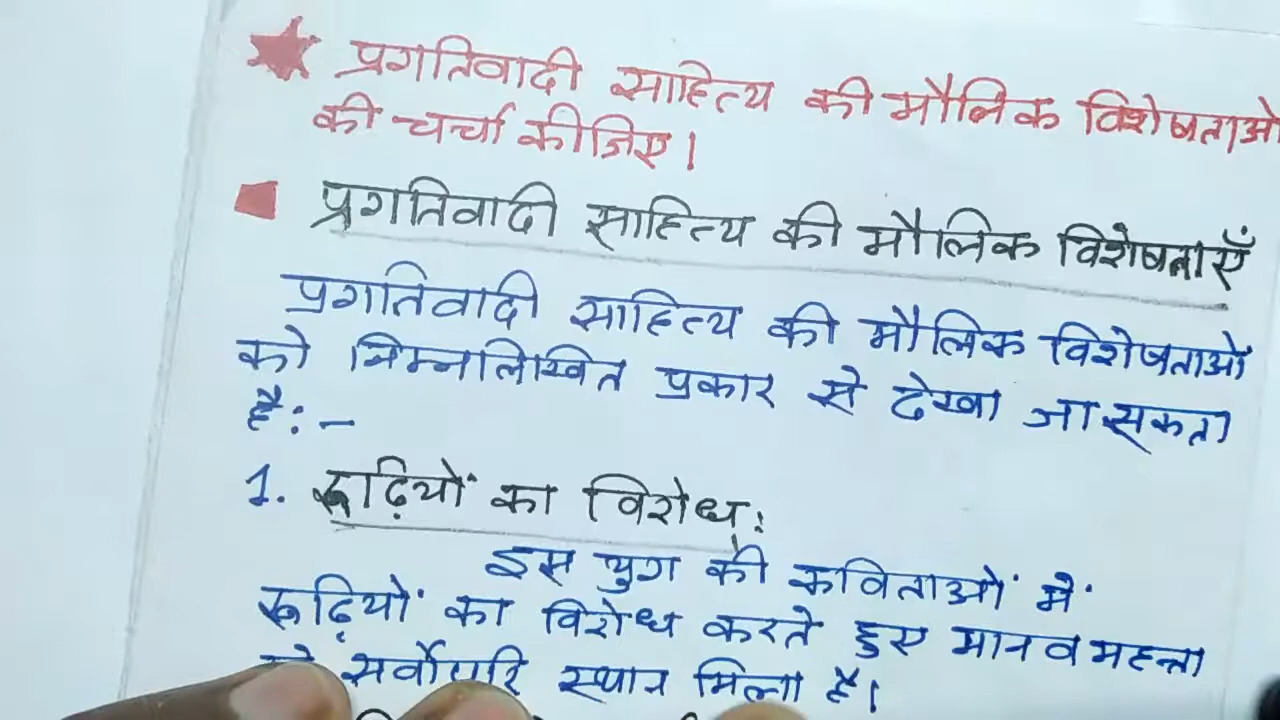 प्रगतिवादी साहित्य की मौलिक विशेषताओ
की चर्चा कीजिए।
प्रगतिवादी साहित्य की मौलिक विशेषताएँ
प्रगतिवादी साहित्य की मौलिक विशेषताओ
को निम्नलिखित प्रकार से देखा जा सकता
है:-
1. रूढ़ियों का विरोध:
इस युग की कविताओं में
रूढ़ियों का विरोध करते हुए मानव महत्ता
सर्वोपरि स्थान मिला है।